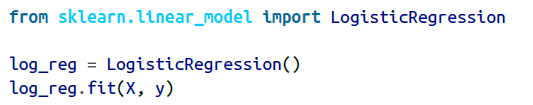 from sklearn.linear_model import LogisticRegression
log_reg = LogisticRegression()
log_reg.fit(X, y)